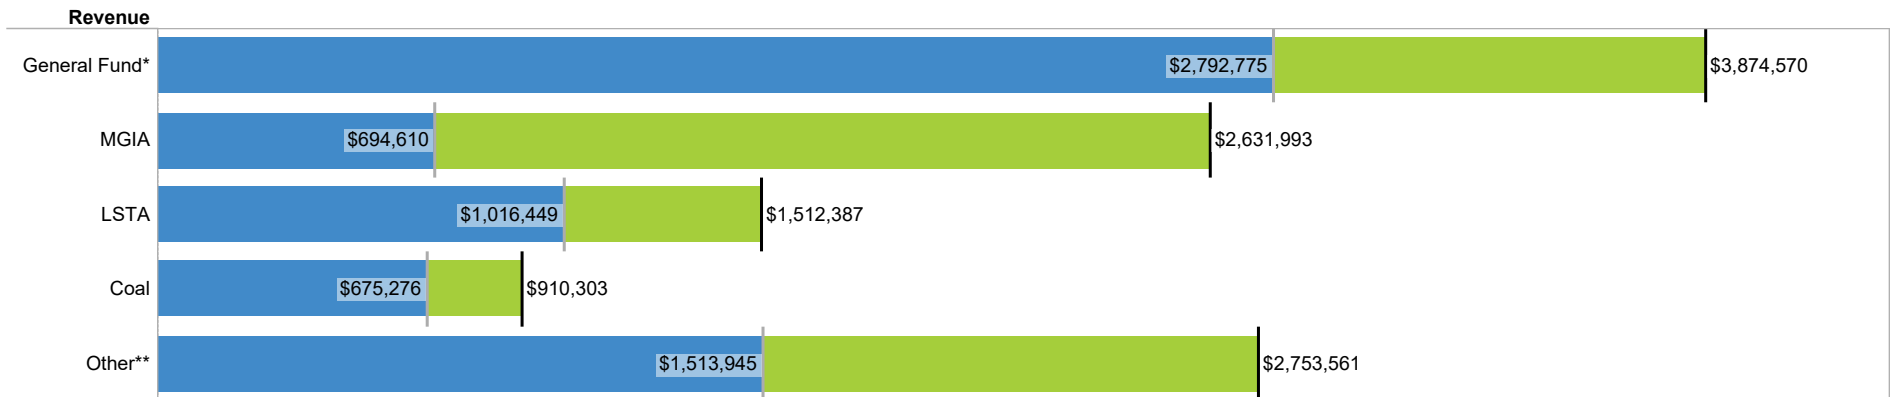 Revenue
General Fund* $2,792,775 $3,874,570
MGIA $694,610 $2,631,993
LSTA $1,016,449 $1,512,387
Coal $675,276 $910,303
Other** $1,513,945 $2,753,561